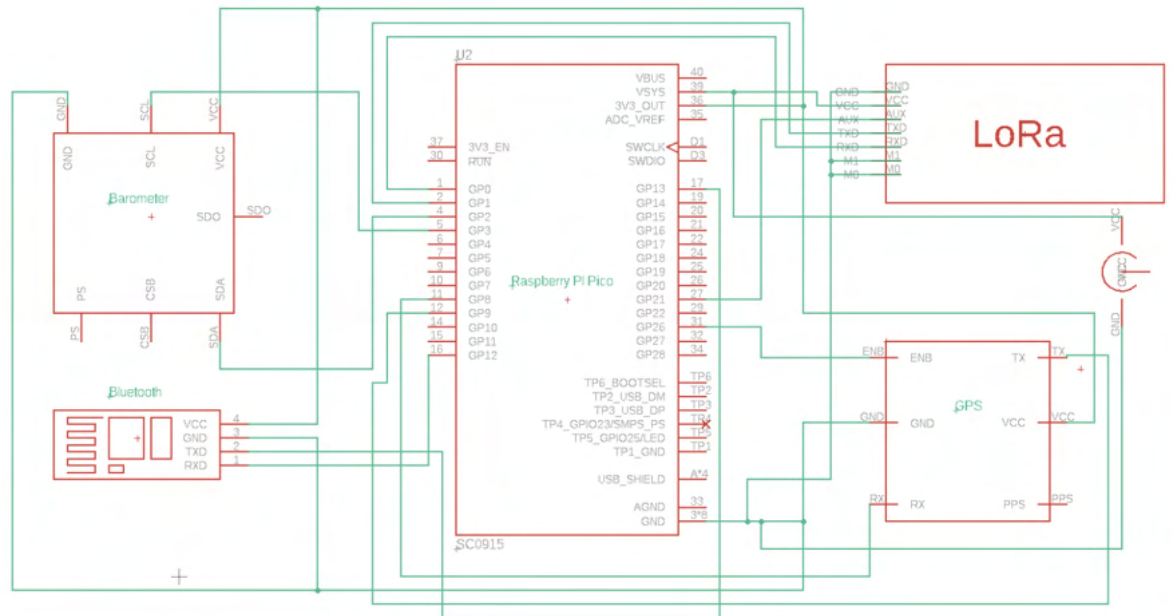 U2
GND
SCL
VCC
GND
SCL
VCC
Barometer
SDO
SDO
PS
CSB
SDA
PS
CSB
SDA
Bluetooth
VCC
4
GND
3
TXD
2
RXD
1
37
3V3_EN
30
RUN
1
GP0
2
GP1
4
GP2
5
GP3
6
GP4
7
GP5
9
GP6
10
GP7
11
GP8
12
GP9
14
GP10
15
GP11
16
GP12
Raspberry PI Pico
VBUS
40
VSYS
39
3V3_OUT
36
ADC_VREF
35
SWCLK
D1
SWDIO
D3
GP13
17
GP14
19
GP15
20
GP16
21
GP17
22
GP18
24
GP19
25
GP20
26
GP21
27
GP22
29
GP26
31
GP27
32
GP28
34
TP6_BOOTSEL
TP6
TP2_USB_DM
TP2
TP3_USB_DP
TP3
TP4_GPIO23/SMPS_PS
TP4
TP5_GPIO25/LED
TP5
TP1_GND
TP1
USB_SHIELD
A*4
AGND
33
GND
3*8
SC0915
GND
GND
VCC
VCC
AUX
AUX
TXD
TXD
RXD
RXD
M1
M1
M0
M0
LoRa
VCC
GND
ENB
ENB
TX
TX
GPS
GND
GND
VCC
VCC
RX
RX
PPS
PPS